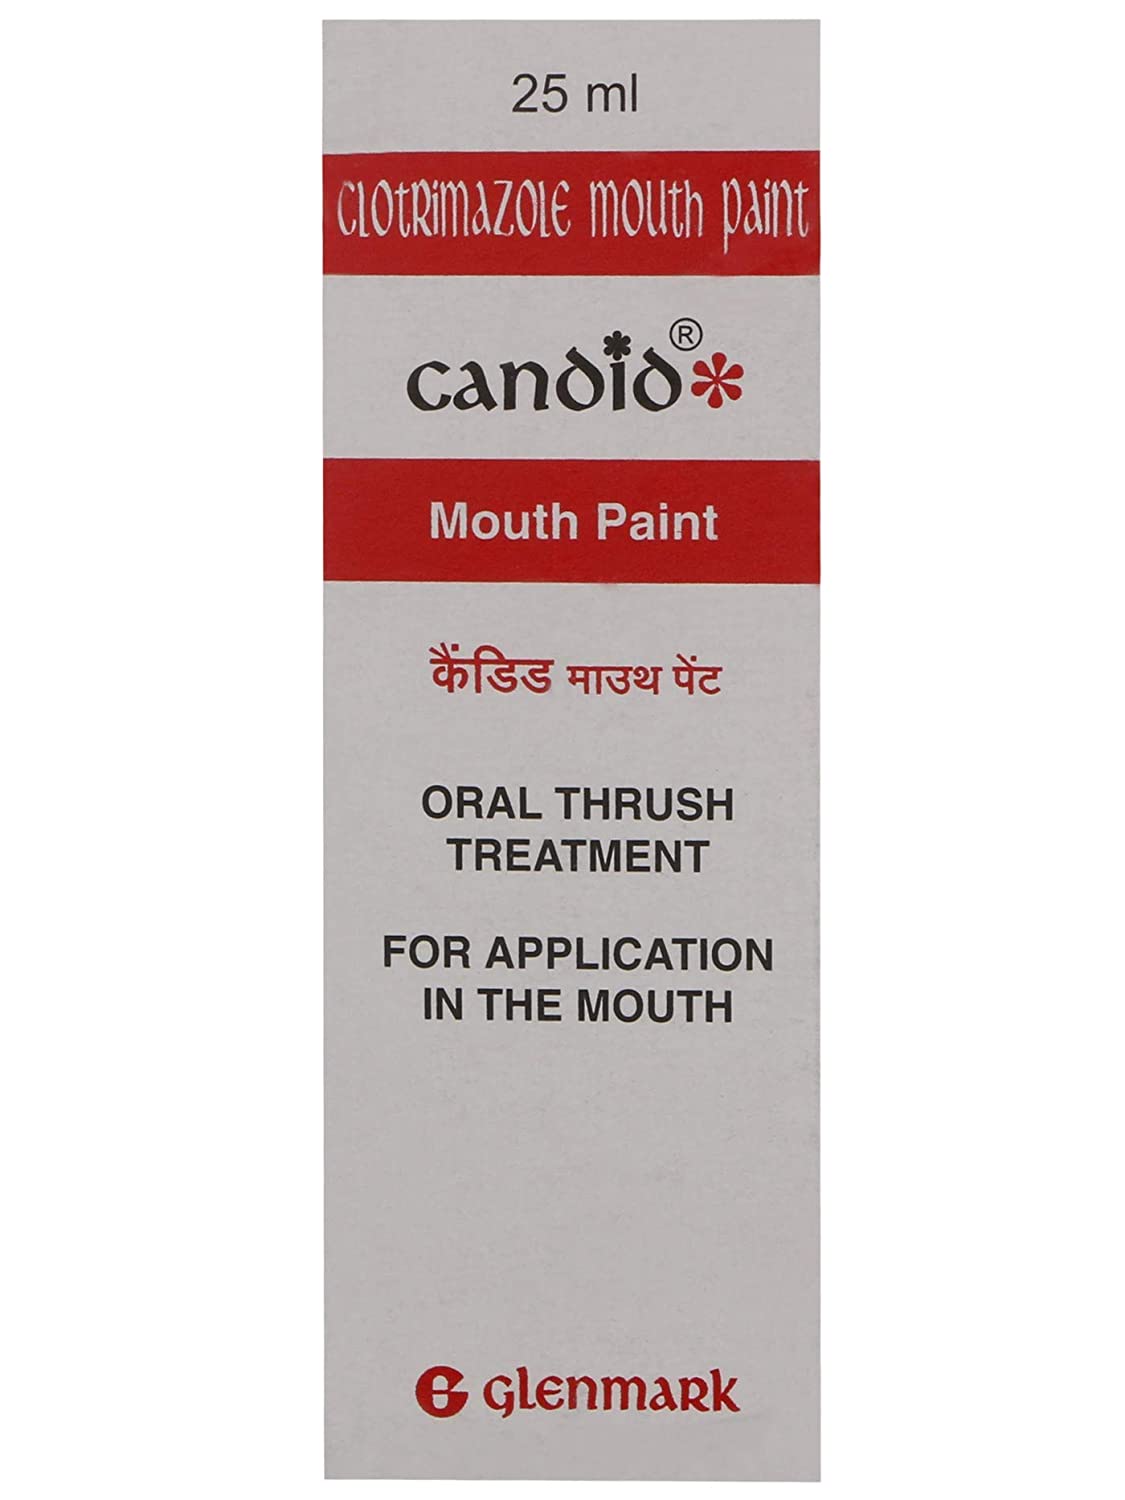 25 ml
CLOTRIMAZOLE MOUTH PAINT
candid®
Mouth Paint
कैंडिड माउथ पेंट
ORAL THRUSH
TREATMENT
FOR APPLICATION
IN THE MOUTH
GLENMARK